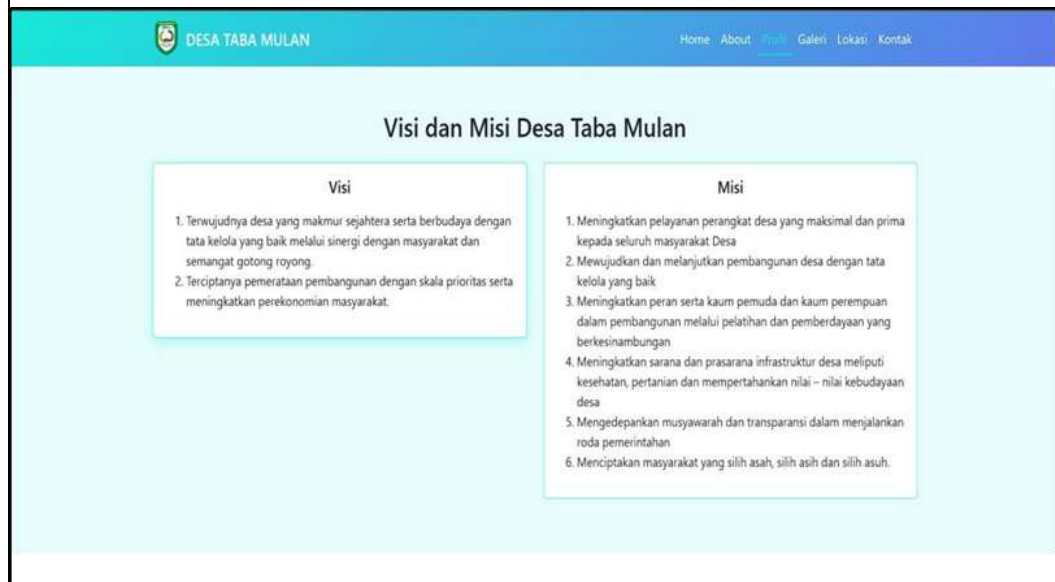 DESA TABA MULAN
Home About Profil Galeri Lokasi Kontak
Visi dan Misi Desa Taba Mulan
Visi
1. Terwujudnya desa yang makmur sejahtera serta berbudaya dengan
tata kelola yang baik melalui sinergi dengan masyarakat dan
semangat gotong royong.
2. Terciptanya pemerataan pembangunan dengan skala prioritas serta
meningkatkan perekonomian masyarakat.
Misi
1. Meningkatkan pelayanan perangkat desa yang maksimal dan prima
kepada seluruh masyarakat Desa
2. Mewujudkan dan melanjutkan pembangunan desa dengan tata
kelola yang baik
3. Meningkatkan peran serta kaum pemuda dan kaum perempuan
dalam pembangunan melalui pelatihan dan pemberdayaan yang
berkesinambungan
4. Meningkatkan sarana dan prasarana infrastruktur desa meliputi
kesehatan, pertanian dan mempertahankan nilai – nilai kebudayaan
desa
5. Mengedepankan musyawarah dan transparansi dalam menjalankan
roda pemerintahan
6. Menciptakan masyarakat yang silih asah, silih asih dan silih asuh.